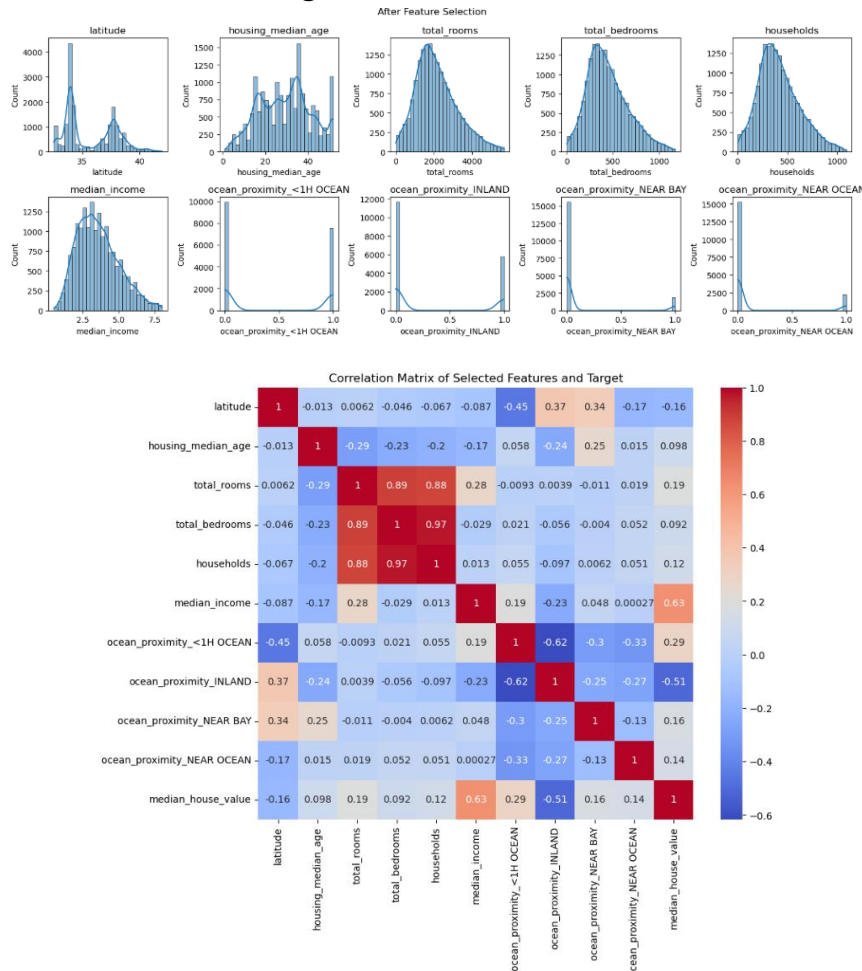 After Feature Selection
latitude
housing_median_age
total_rooms
total_bedrooms
households
4000
3000
2000
1000
0
Count
35
40
latitude
1500
1250
1000
750
500
250
0
Count
0
20
40
housing_median_age
1250
1000
750
500
250
0
Count
0
2000
4000
total_rooms
1250
1000
750
500
250
0
Count
0
500
1000
total_bedrooms
1250
1000
750
500
250
0
Count
0
500
1000
households
median_income
ocean_proximity_<1H OCEAN
ocean_proximity_INLAND
ocean_proximity_NEAR BAY
ocean_proximity_NEAR OCEAN
1250
1000
750
500
250
0
Count
2.5
5.0
7.5
median_income
10000
8000
6000
4000
2000
0
Count
0.0
0.5
1.0
ocean_proximity_<1H OCEAN
12000
10000
8000
6000
4000
2000
0
Count
0.0
0.5
1.0
ocean_proximity_INLAND
15000
12500
10000
7500
5000
2500
0
Count
0.0
0.5
1.0
ocean_proximity_NEAR BAY
15000
12500
10000
7500
5000
2500
0
Count
0.0
0.5
1.0
ocean_proximity_NEAR OCEAN
Correlation Matrix of Selected Features and Target
latitude 1 -0.013 0.0062 -0.046 -0.067 -0.087 -0.45 0.37 0.34 -0.17 -0.16
housing_median_age -0.013 1 -0.29 -0.23 -0.2 -0.17 0.058 -0.24 0.25 0.015 0.098
total_rooms 0.0062 -0.29 1 0.89 0.88 0.28 -0.0093 0.0039 -0.011 0.019 0.19
total_bedrooms -0.046 -0.23 0.89 1 0.97 -0.029 0.021 -0.056 -0.004 0.052 0.092
households -0.067 -0.2 0.88 0.97 1 0.013 0.055 -0.097 0.0062 0.051 0.12
median_income -0.087 -0.17 0.28 -0.029 0.013 1 0.19 -0.23 0.048 0.00027 0.63
ocean_proximity_<1H OCEAN -0.45 0.058 -0.0093 0.021 0.055 0.19 1 -0.62 -0.3 -0.33 0.29
ocean_proximity_INLAND 0.37 -0.24 0.0039 -0.056 -0.097 -0.23 -0.62 1 -0.25 -0.27 -0.51
ocean_proximity_NEAR BAY 0.34 0.25 -0.011 -0.004 0.0062 0.048 -0.3 -0.25 1 -0.13 0.16
ocean_proximity_NEAR OCEAN -0.17 0.015 0.019 0.052 0.051 0.00027 -0.33 -0.27 -0.13 1 0.14
median_house_value -0.16 0.098 0.19 0.092 0.12 0.63 0.29 -0.51 0.16 0.14 1
latitude
housing_median_age
total_rooms
total_bedrooms
households
median_income
ocean_proximity_<1H OCEAN
ocean_proximity_INLAND
ocean_proximity_NEAR BAY
ocean_proximity_NEAR OCEAN
median_house_value
1.0
0.8
0.6
0.4
0.2
0.0
-0.2
-0.4
-0.6